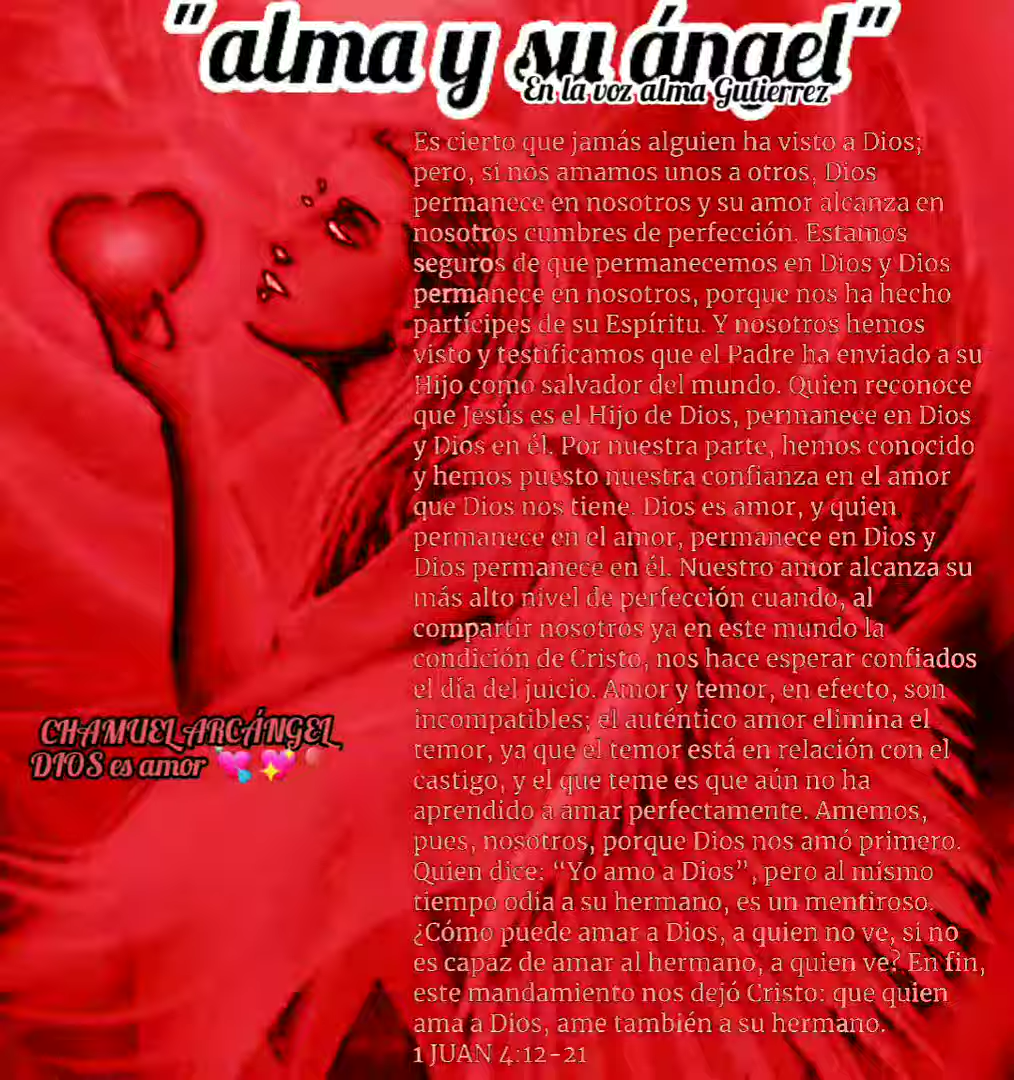 "alma y su ángel"
En la voz alma Gutierrez
Es cierto que jamás alguien ha visto a Dios;
pero, si nos amamos unos a otros, Dios
permanece en nosotros y su amor alcanza en
nosotros cumbres de perfección. Estamos
seguros de que permanecemos en Dios y Dios
permanece en nosotros, porque nos ha hecho
partícipes de su Espíritu. Y nosotros hemos
visto y testificamos que el Padre ha enviado a su
Hijo como salvador del mundo. Quien reconoce
que Jesús es el Hijo de Dios, permanece en Dios
y Dios en él. Por nuestra parte, hemos conocido
y hemos puesto nuestra confianza en el amor
que Dios nos tiene. Dios es amor, y quien
permanece en el amor, permanece en Dios y
Dios permanece en él. Nuestro amor alcanza su
más alto nivel de perfección cuando, al
compartir nosotros ya en este mundo la
condición de Cristo, nos hace esperar confiados
el día del juicio. Amor y temor, en efecto, son
incompatibles; el auténtico amor elimina el
temor, ya que el temor está en relación con el
castigo, y el que teme es que aún no ha
aprendido a amar perfectamente. Amemos,
pues, nosotros, porque Dios nos amó primero.
Quien dice: “Yo amo a Dios”, pero al mismo
tiempo odia a su hermano, es un mentiroso.
¿Cómo puede amar a Dios, a quien no ve, si no
es capaz de amar al hermano, a quien ve? En fin,
este mandamiento nos dejó Cristo: que quien
ama a Dios, ame también a su hermano.
1 JUAN 4:12-21
CHAMUEL ARCÁNGEL
DIOS es amor 💘💖